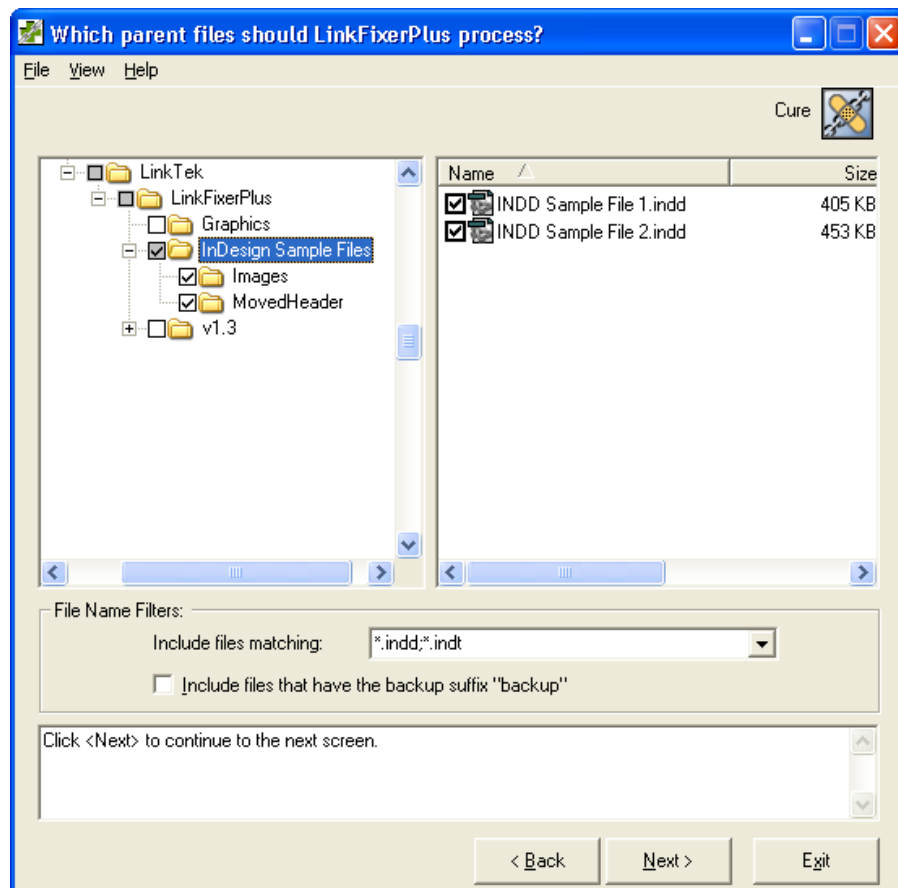 Which parent files should LinkFixerPlus process?
File View Help
Cure
LinkTek
LinkFixerPlus
Graphics
InDesign Sample Files
Images
MovedHeader
v1.3
Name Size
INDD Sample File 1.indd 405 KB
INDD Sample File 2.indd 453 KB
File Name Filters:
Include files matching: *.indd;*.indt
Include files that have the backup suffix "backup"
Click <Next> to continue to the next screen.
< Back Next > Exit